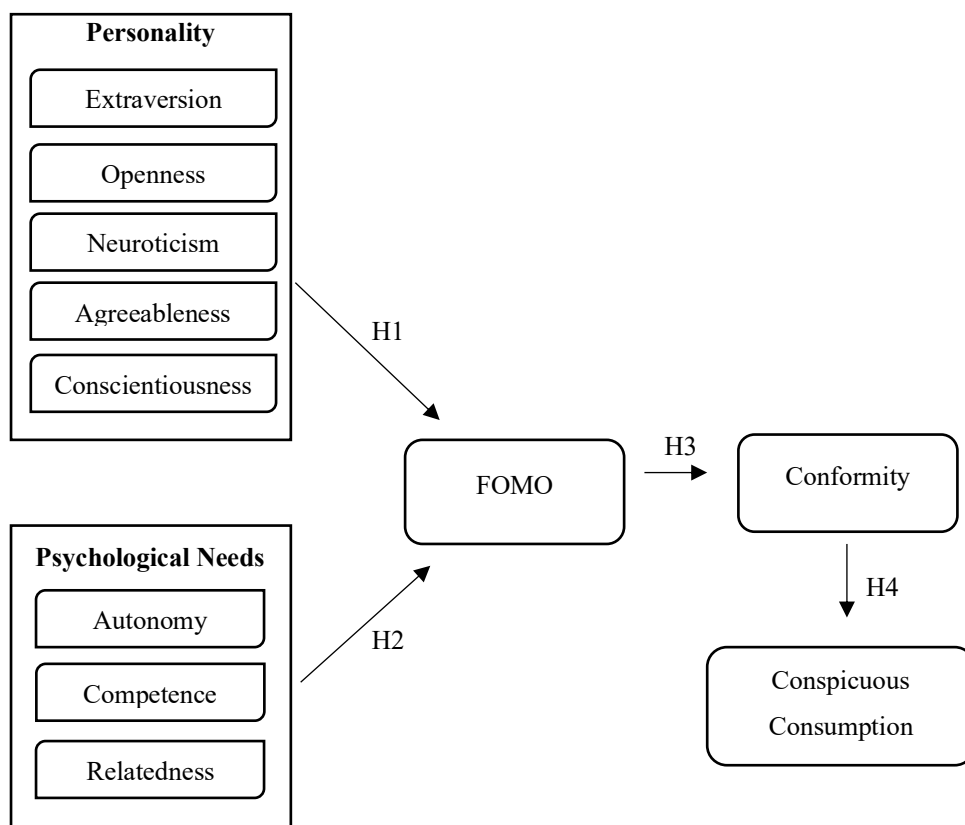 Personality
Extraversion
Openness
Neuroticism
Agreeableness
Conscientiousness
H1
FOMO
H3
Conformity
H4
Conspicuous
Consumption
Psychological Needs
Autonomy
Competence
Relatedness
H2